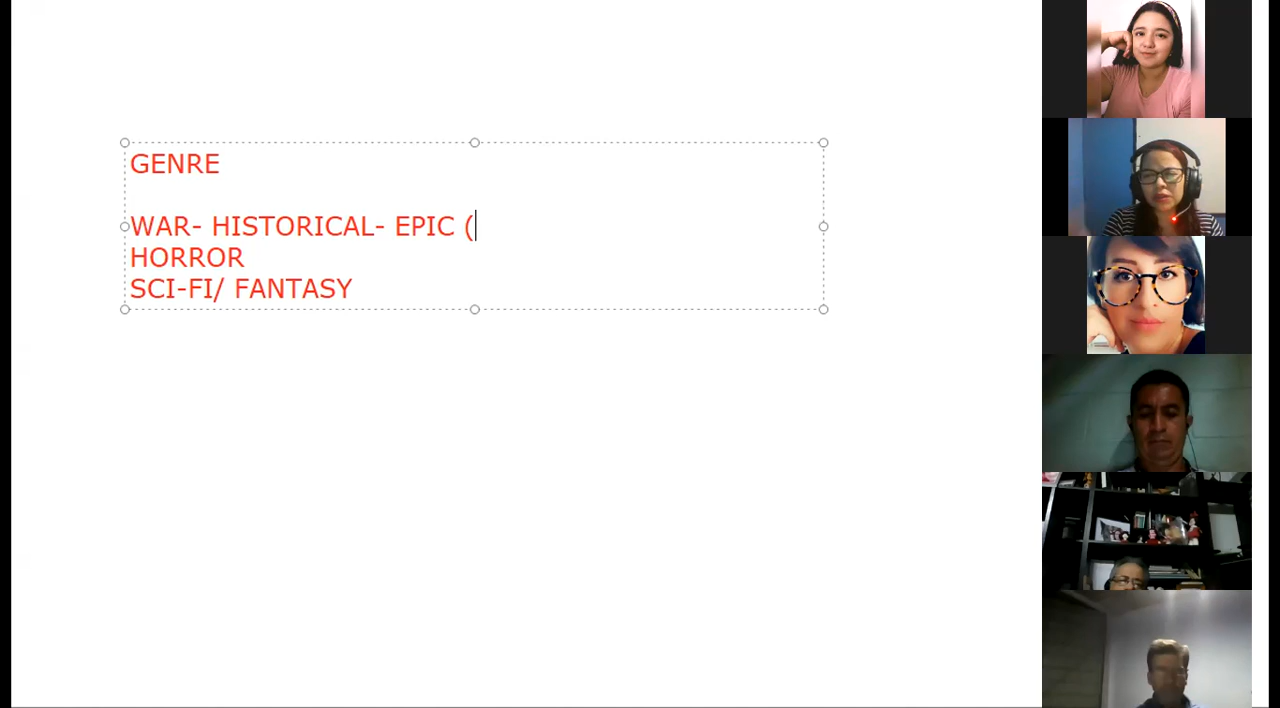 GENRE
WAR- HISTORICAL- EPIC (
HORROR
SCI-FI/ FANTASY